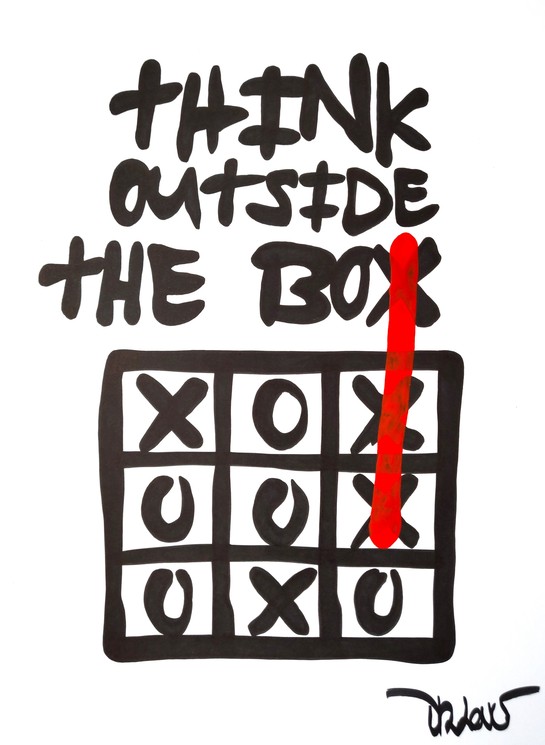 THINK
OUTSIDE
THE BOX
X O X
O O X
O X O